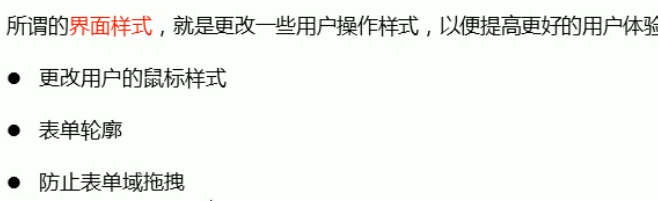 所谓的界面样式，就是更改一些用户操作样式，以便提高更好的用户体验
● 更改用户的鼠标样式
● 表单轮廓
● 防止表单域拖拽